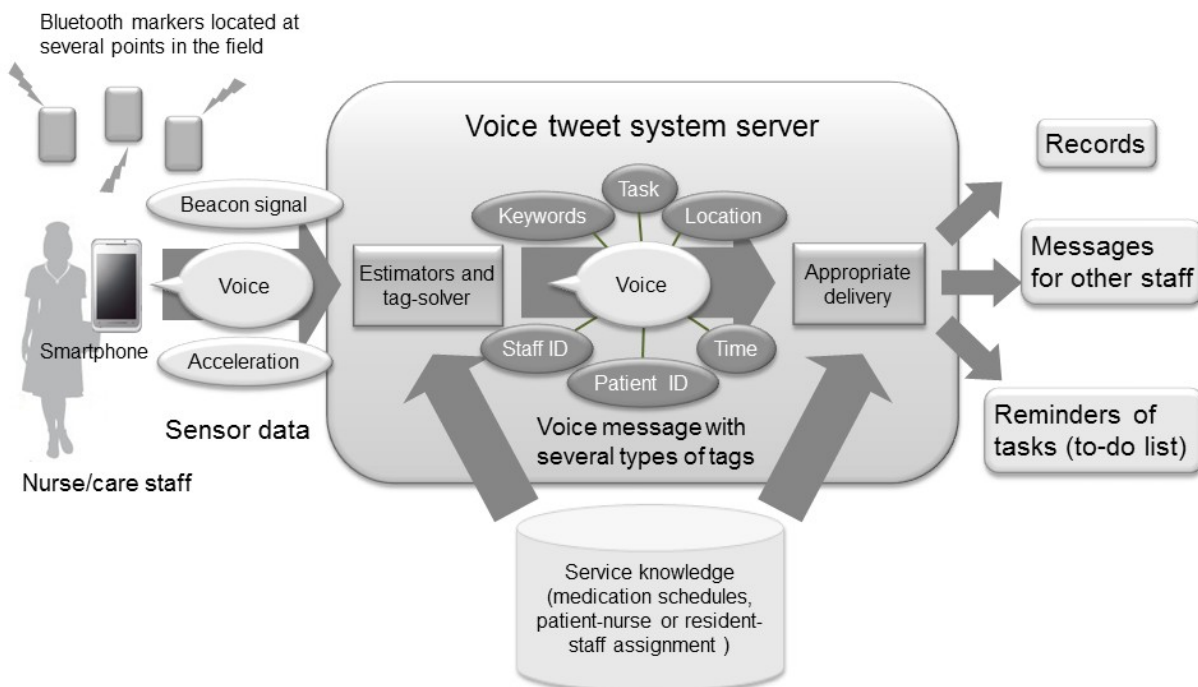 Bluetooth markers located at
several points in the field
Voice tweet system server
Records
Messages
for other staff
Reminders of
tasks (to-do list)
Beacon signal
Voice
Acceleration
Smartphone
Sensor data
Nurse/care staff
Estimators and
tag-solver
Keywords
Task
Location
Voice
Staff ID
Patient ID
Time
Voice message with
several types of tags
Appropriate
delivery
Service knowledge
(medication schedules,
patient-nurse or resident-
staff assignment )